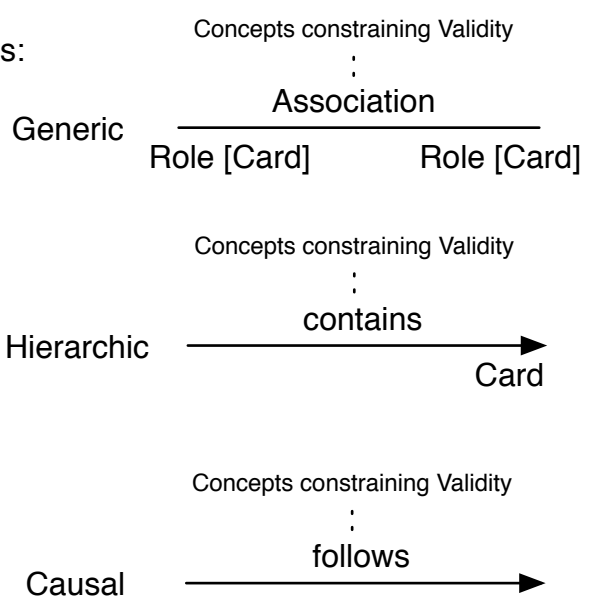 s:
Concepts constraining Validity
Association
Generic
Role [Card] Role [Card]
Concepts constraining Validity
contains
Hierarchic
Card
Concepts constraining Validity
follows
Causal